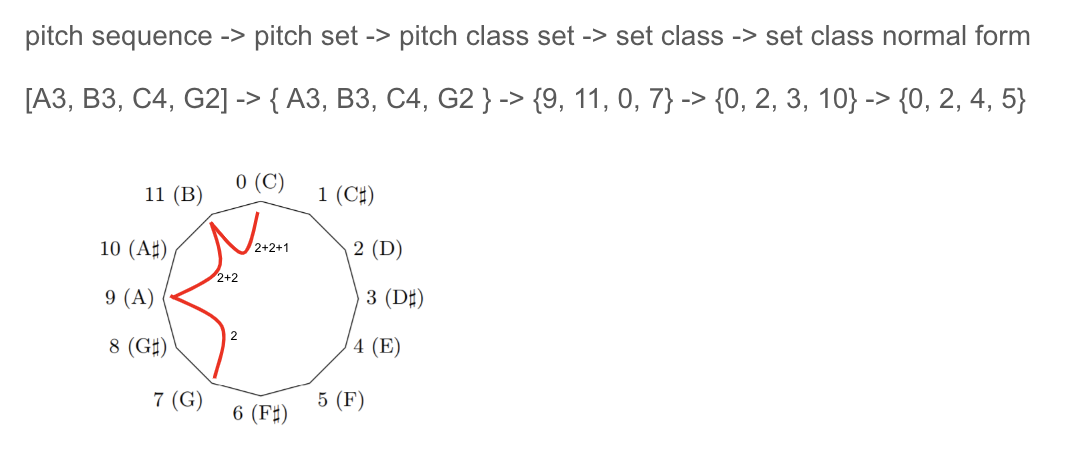 pitch sequence -> pitch set -> pitch class set -> set class -> set class normal form
[A3, B3, C4, G2] -> { A3, B3, C4, G2 } -> {9, 11, 0, 7} -> {0, 2, 3, 10} -> {0, 2, 4, 5}
0 (C)
11 (B)
1 (C♯)
10 (A♯)
2+2+1
2 (D)
2+2
9 (A)
3 (D♯)
2
8 (G♯)
4 (E)
7 (G)
5 (F)
6 (F♯)